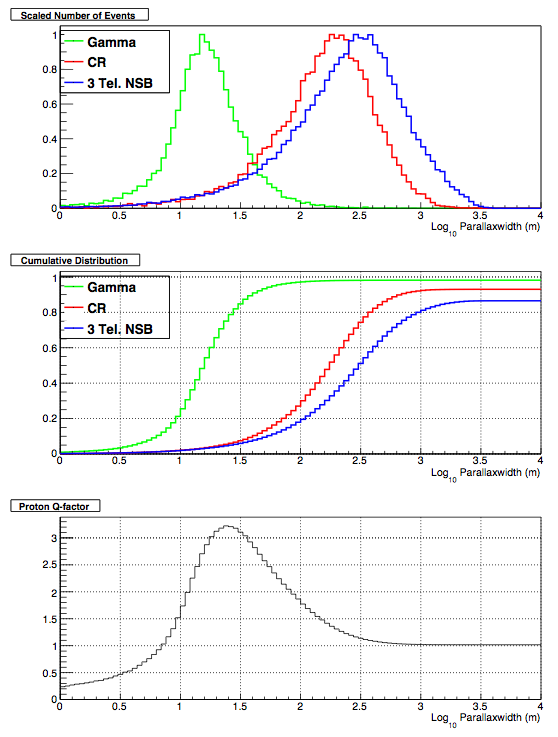 Scaled Number of Events
Gamma
CR
3 Tel. NSB
1
0.8
0.6
0.4
0.2
0
0 0.5 1 1.5 2 2.5 3 3.5 4
Log10 Parallaxwidth (m)
Cumulative Distribution
Gamma
CR
3 Tel. NSB
1
0.8
0.6
0.4
0.2
0
0 0.5 1 1.5 2 2.5 3 3.5 4
Log10 Parallaxwidth (m)
Proton Q-factor
3
2.5
2
1.5
1
0.5
0
0 0.5 1 1.5 2 2.5 3 3.5 4
Log10 Parallaxwidth (m)